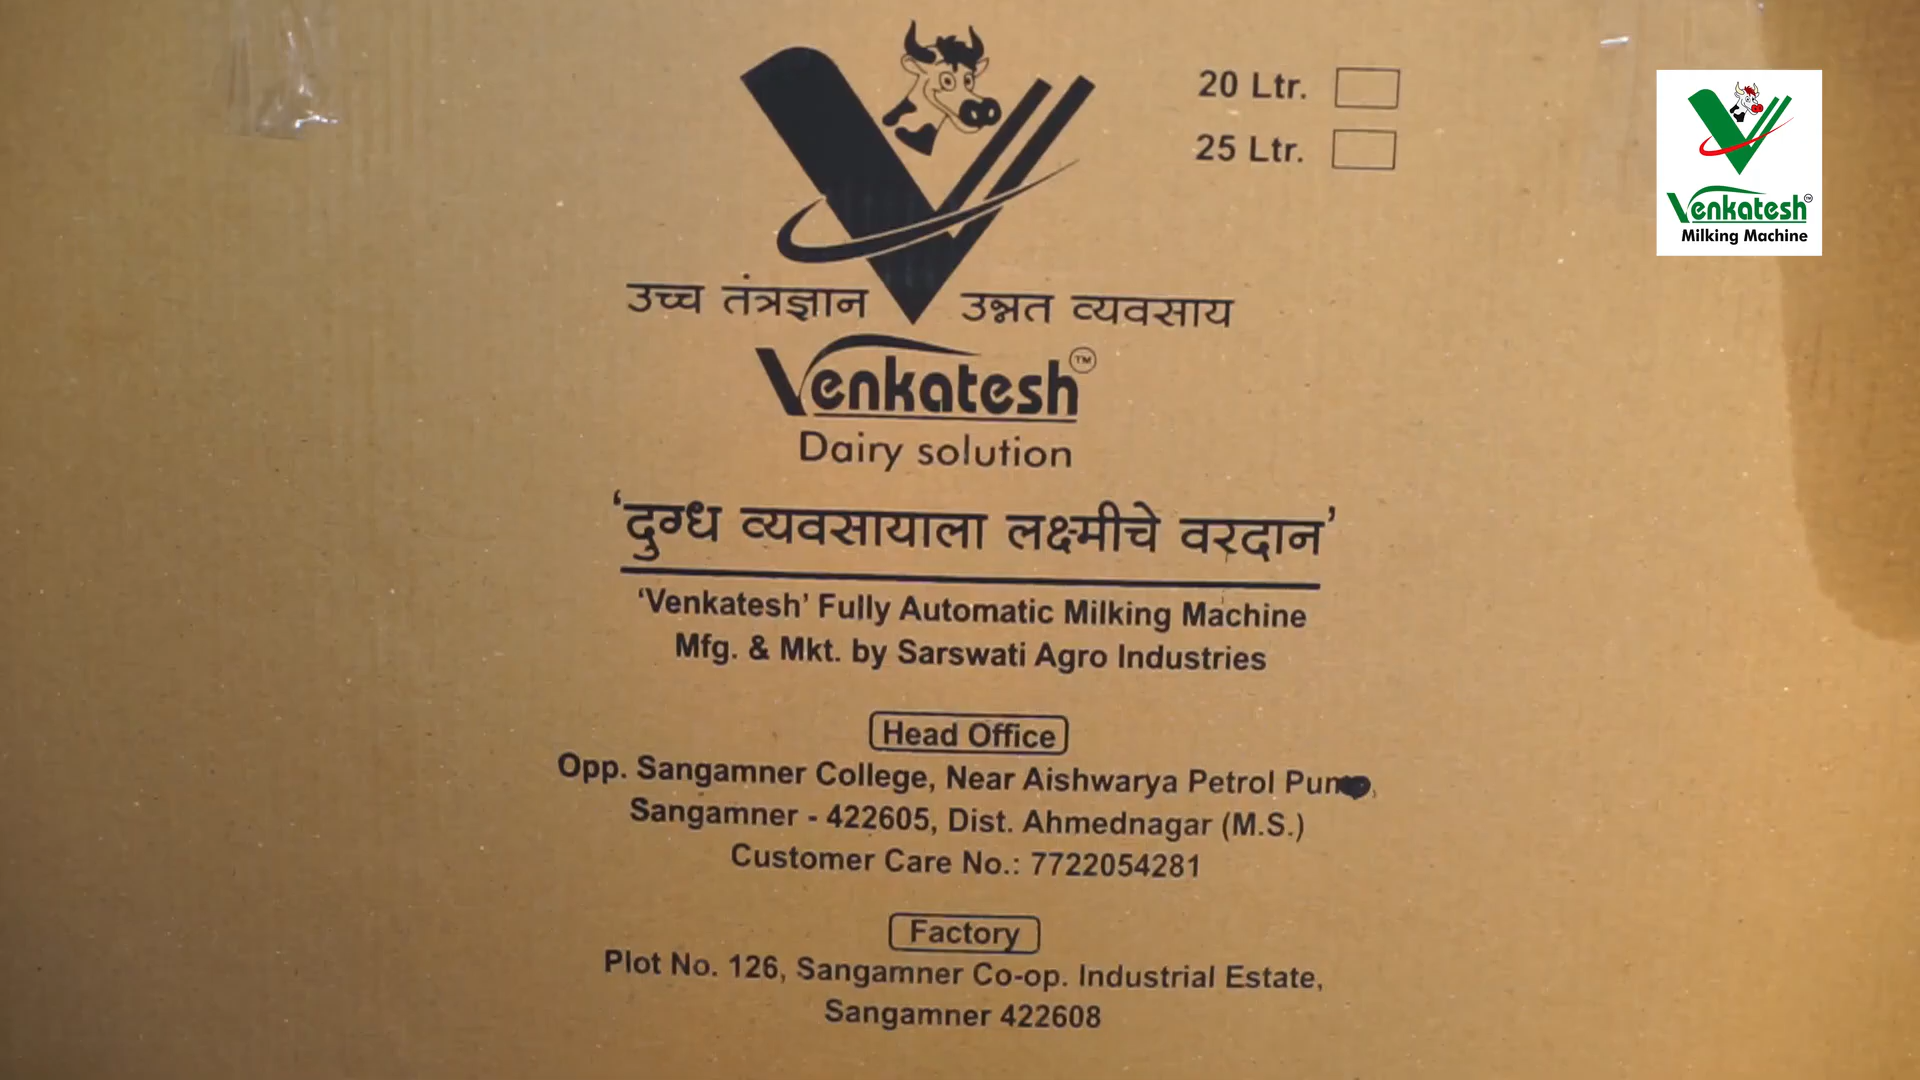 20 Ltr.
25 Ltr.
उच्च तंत्रज्ञान उन्नत व्यवसाय
Venkatesh TM
Dairy solution
'दुग्ध व्यवसायाला लक्ष्मीचे वरदान'
'Venkatesh' Fully Automatic Milking Machine
Mfg. & Mkt. by Sarswati Agro Industries
Head Office
Opp. Sangamner College, Near Aishwarya Petrol Pump,
Sangamner - 422605, Dist. Ahmednagar (M.S.)
Customer Care No.: 7722054281
Factory
Plot No. 126, Sangamner Co-op. Industrial Estate,
Sangamner 422608
Venkatesh TM
Milking Machine